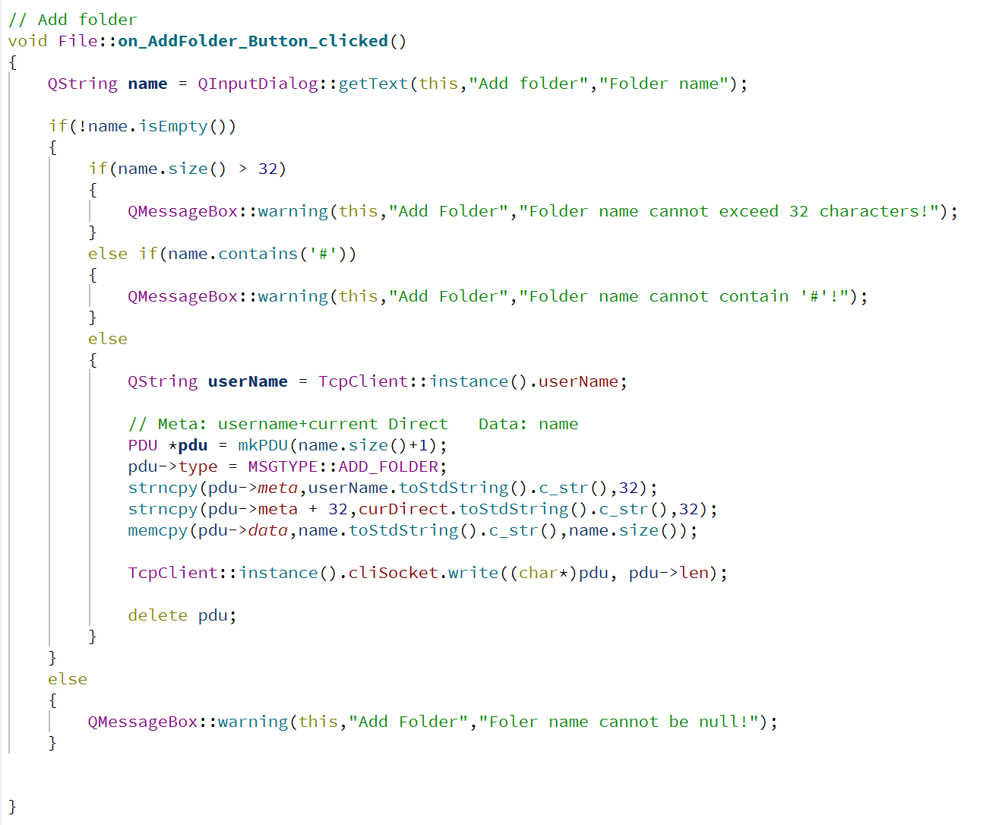 // Add folder
void File::on_AddFolder_Button_clicked()
{
    QString name = QInputDialog::getText(this,"Add folder","Folder name");
    if(!name.isEmpty())
    {
        if(name.size() > 32)
        {
            QMessageBox::warning(this,"Add Folder","Folder name cannot exceed 32 characters!");
        }
        else if(name.contains('#'))
        {
            QMessageBox::warning(this,"Add Folder","Folder name cannot contain '#'!");
        }
        else
        {
            QString userName = TcpClient::instance().userName;
            // Meta: username+current Direct   Data: name
            PDU *pdu = mkPDU(name.size()+1);
            pdu->type = MSGTYPE::ADD_FOLDER;
            strncpy(pdu->meta,userName.toStdString().c_str(),32);
            strncpy(pdu->meta + 32,curDirect.toStdString().c_str(),32);
            memcpy(pdu->data,name.toStdString().c_str(),name.size());
            TcpClient::instance().cliSocket.write((char*)pdu, pdu->len);
            delete pdu;
        }
    }
    else
    {
        QMessageBox::warning(this,"Add Folder","Foler name cannot be null!");
    }
}